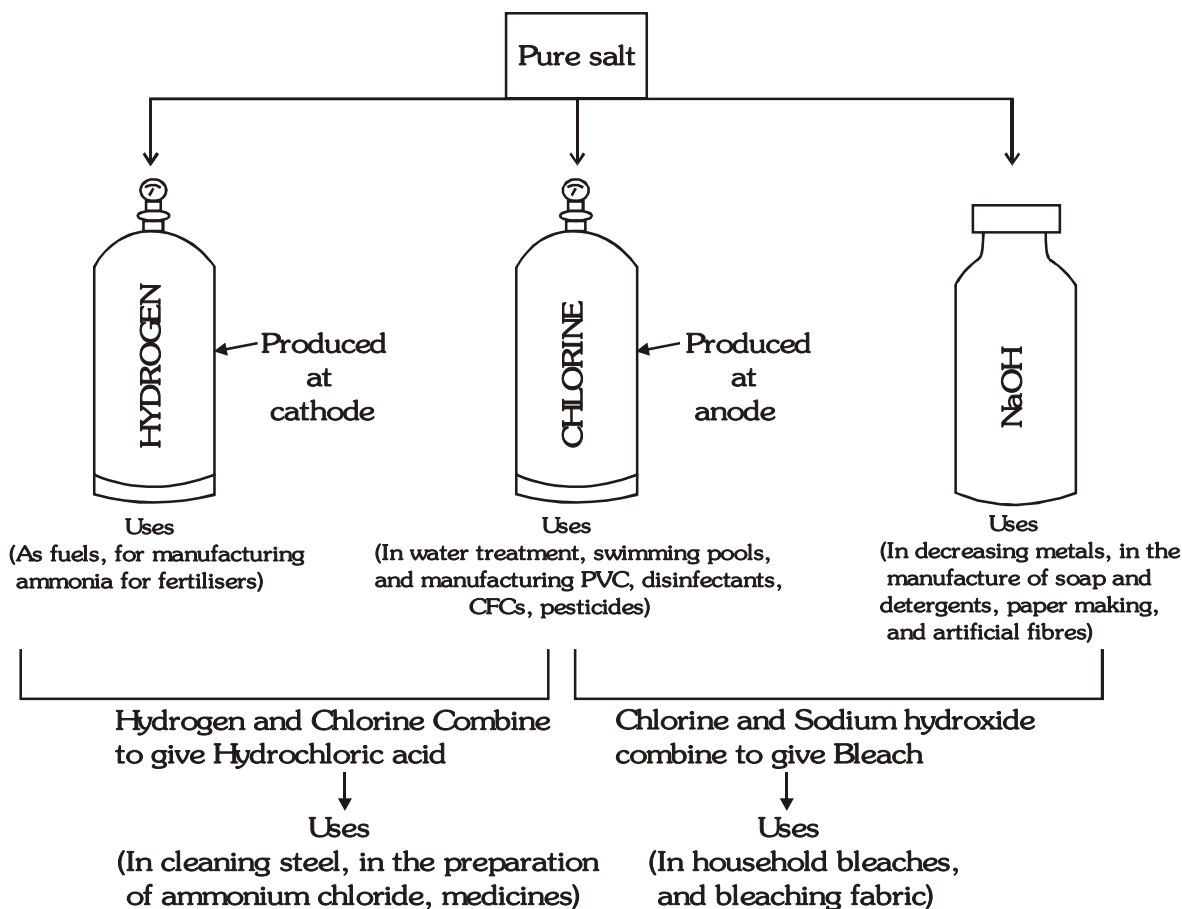 Pure salt
HYDROGEN
Produced
at
cathode
CHLORINE
Produced
at
anode
NaOH
Uses
(As fuels, for manufacturing
ammonia for fertilisers)
Uses
(In water treatment, swimming pools,
and manufacturing PVC, disinfectants,
CFCs, pesticides)
Uses
(In decreasing metals, in the
manufacture of soap and
detergents, paper making,
and artificial fibres)
Hydrogen and Chlorine Combine
to give Hydrochloric acid
Uses
(In cleaning steel, in the preparation
of ammonium chloride, medicines)
Chlorine and Sodium hydroxide
combine to give Bleach
Uses
(In household bleaches,
and bleaching fabric)